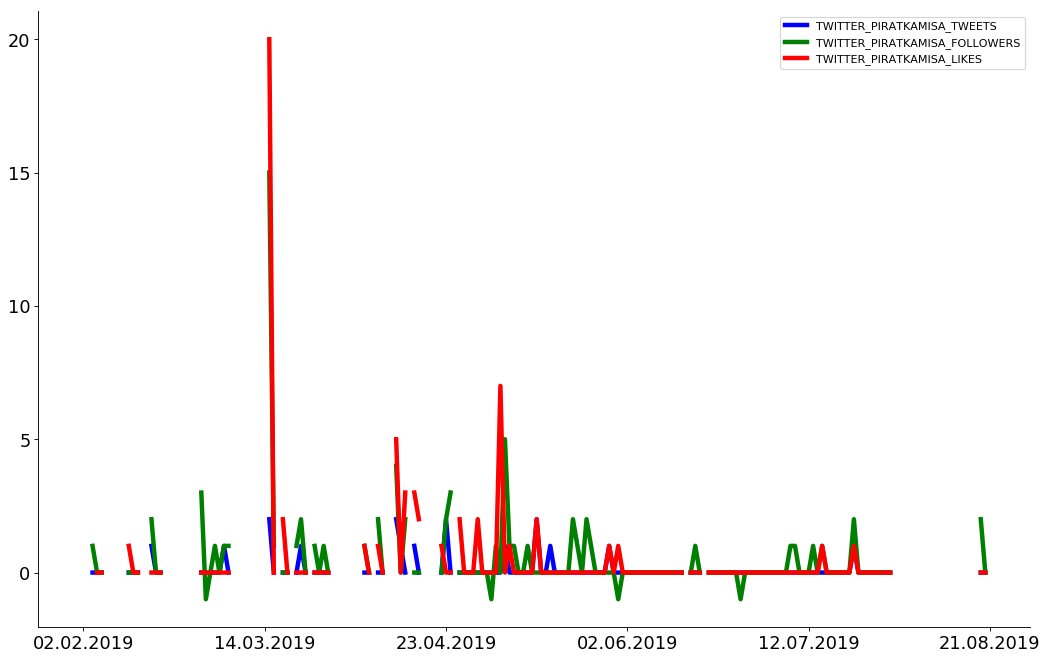 TWITTER_PIRATKAMISA_TWEETS
TWITTER_PIRATKAMISA_FOLLOWERS
TWITTER_PIRATKAMISA_LIKES
20
15
10
5
0
02.02.2019 14.03.2019 23.04.2019 02.06.2019 12.07.2019 21.08.2019